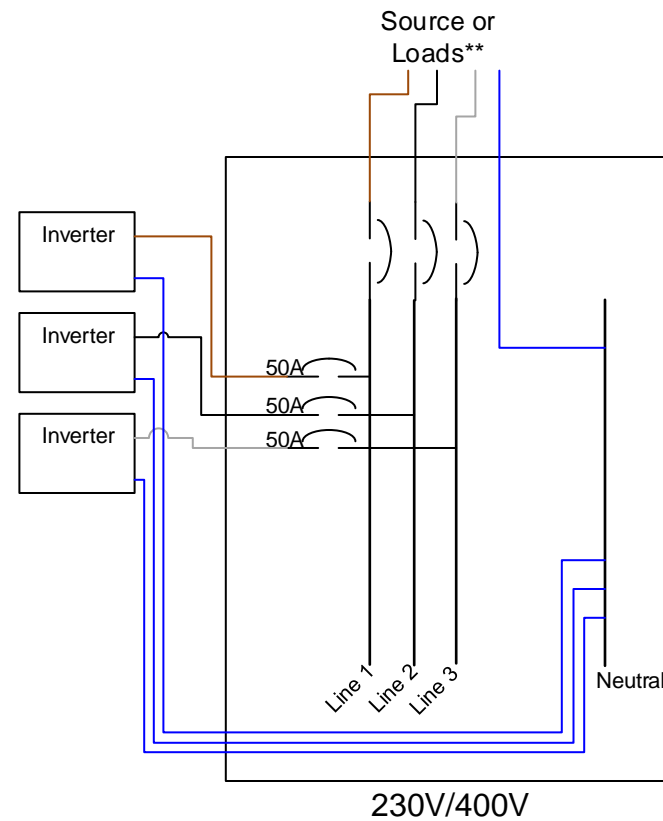 Source or
Loads**
Inverter
Inverter
Inverter
50A
50A
50A
Line 1
Line 2
Line 3
Neutral
230V/400V